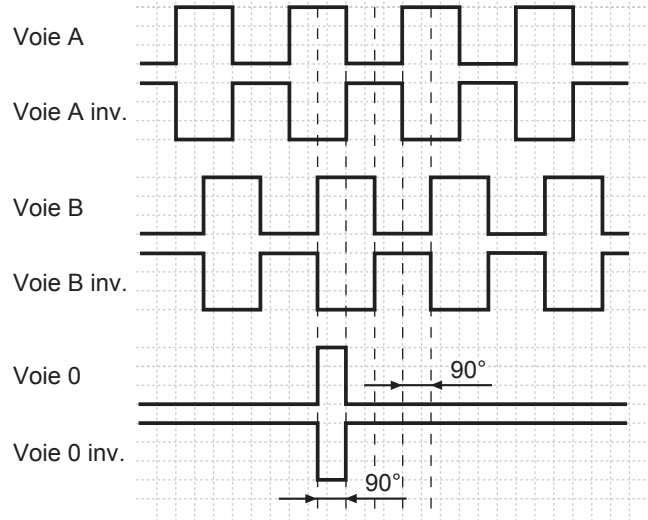 Voie A
Voie A inv.
Voie B
Voie B inv.
Voie 0
90°
Voie 0 inv.
90°